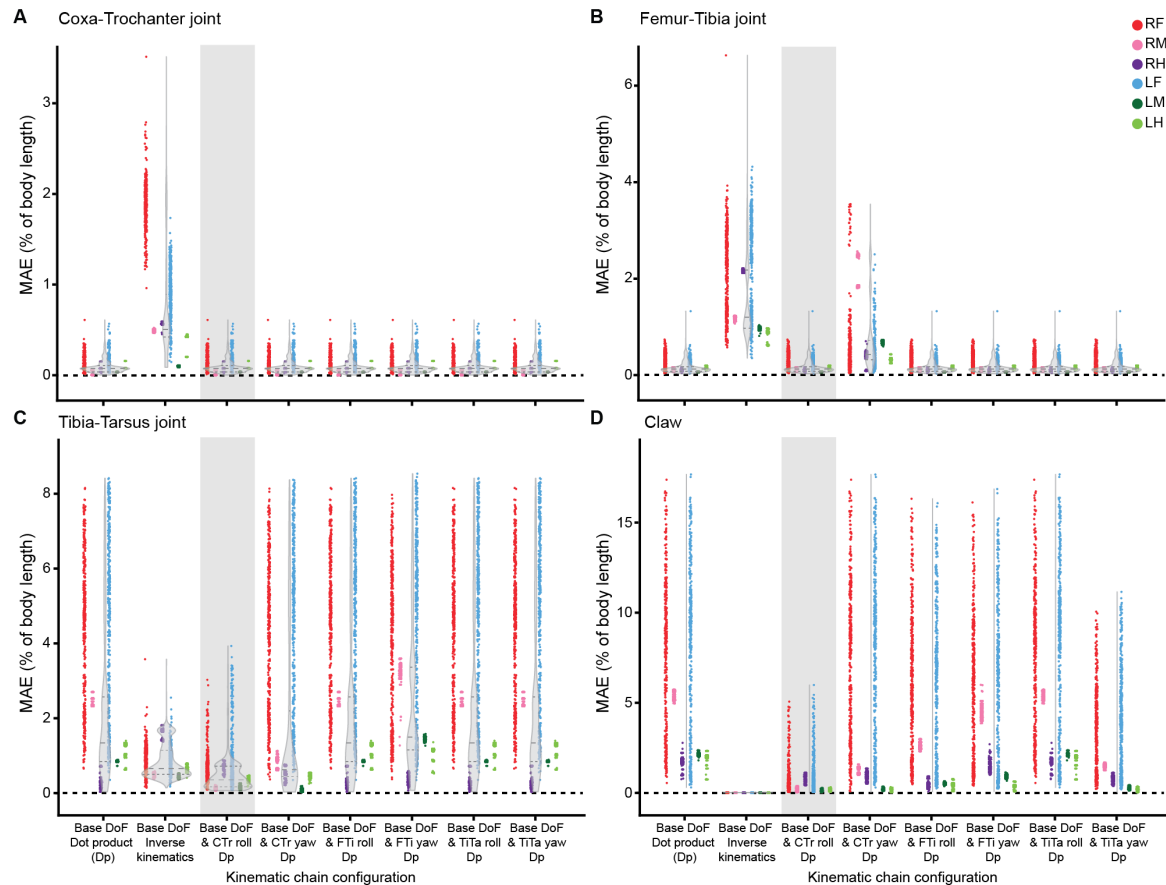 A Coxa-Trochanter joint
B Femur-Tibia joint
RF
RM
RH
LF
LM
LH
MAE (% of body length)
3
2
1
0
MAE (% of body length)
6
4
2
0
C Tibia-Tarsus joint
D Claw
MAE (% of body length)
8
6
4
2
0
MAE (% of body length)
15
10
5
0
Base DoF Base DoF Base DoF Base DoF Base DoF Base DoF Base DoF Base DoF
Dot product Inverse & CTr roll & CTr yaw & FTi roll & FTi yaw & TiTa roll & TiTa yaw
(Dp) kinematics Dp Dp Dp Dp Dp Dp
Kinematic chain configuration
Base DoF Base DoF Base DoF Base DoF Base DoF Base DoF Base DoF Base DoF
Dot product Inverse & CTr roll & CTr yaw & FTi roll & FTi yaw & TiTa roll & TiTa yaw
(Dp) kinematics Dp Dp Dp Dp Dp Dp
Kinematic chain configuration